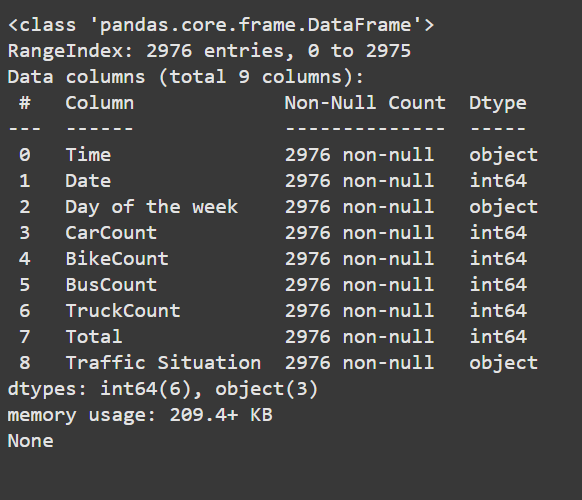 <class 'pandas.core.frame.DataFrame'>
RangeIndex: 2976 entries, 0 to 2975
Data columns (total 9 columns):
 #   Column             Non-Null Count  Dtype
---  ------             --------------  -----
 0   Time               2976 non-null   object
 1   Date               2976 non-null   int64
 2   Day of the week    2976 non-null   object
 3   CarCount           2976 non-null   int64
 4   BikeCount          2976 non-null   int64
 5   BusCount           2976 non-null   int64
 6   TruckCount         2976 non-null   int64
 7   Total              2976 non-null   int64
 8   Traffic Situation  2976 non-null   object
dtypes: int64(6), object(3)
memory usage: 209.4+ KB
None